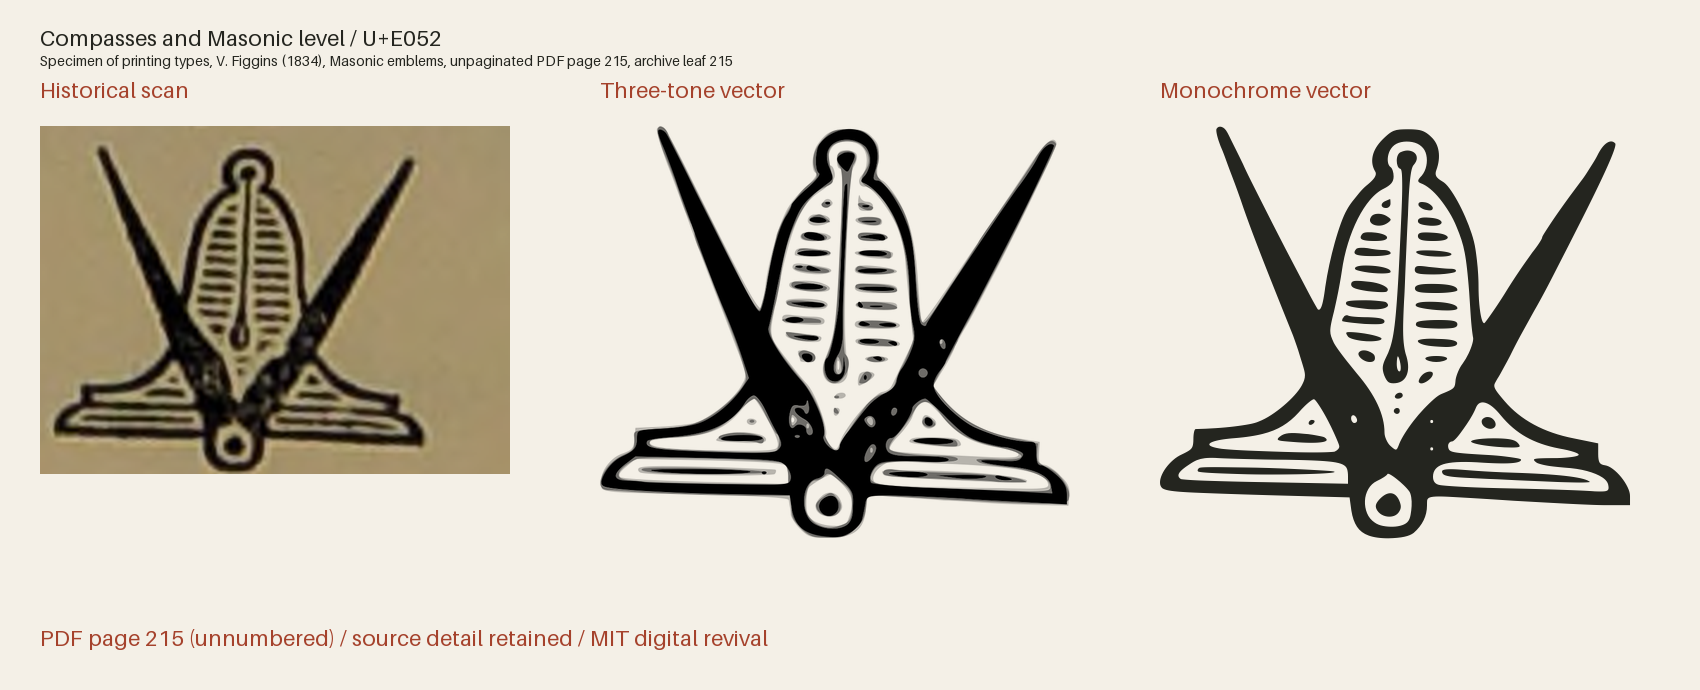 Compasses and Masonic level / U+E052
Specimen of printing types, V. Figgins (1834), Masonic emblems, unpaginated PDF page 215, archive leaf 215
Historical scan
Three-tone vector
Monochrome vector
PDF page 215 (unnumbered) / source detail retained / MIT digital revival